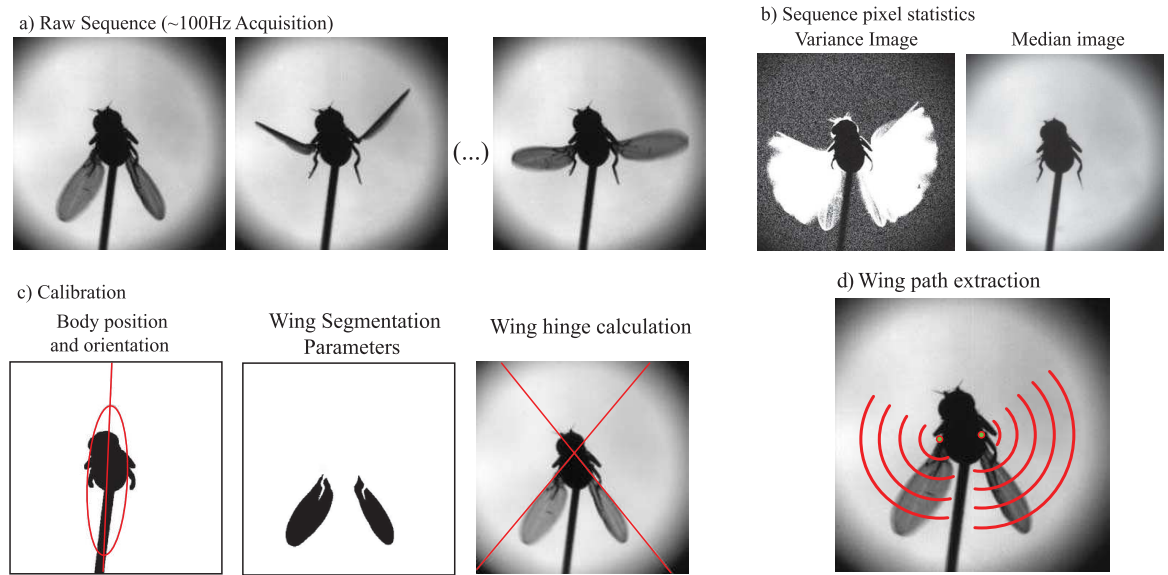 a) Raw Sequence (~100Hz Acquisition)
(...)
b) Sequence pixel statistics
Variance Image
Median image
c) Calibration
Body position
and orientation
Wing Segmentation
Parameters
Wing hinge calculation
d) Wing path extraction